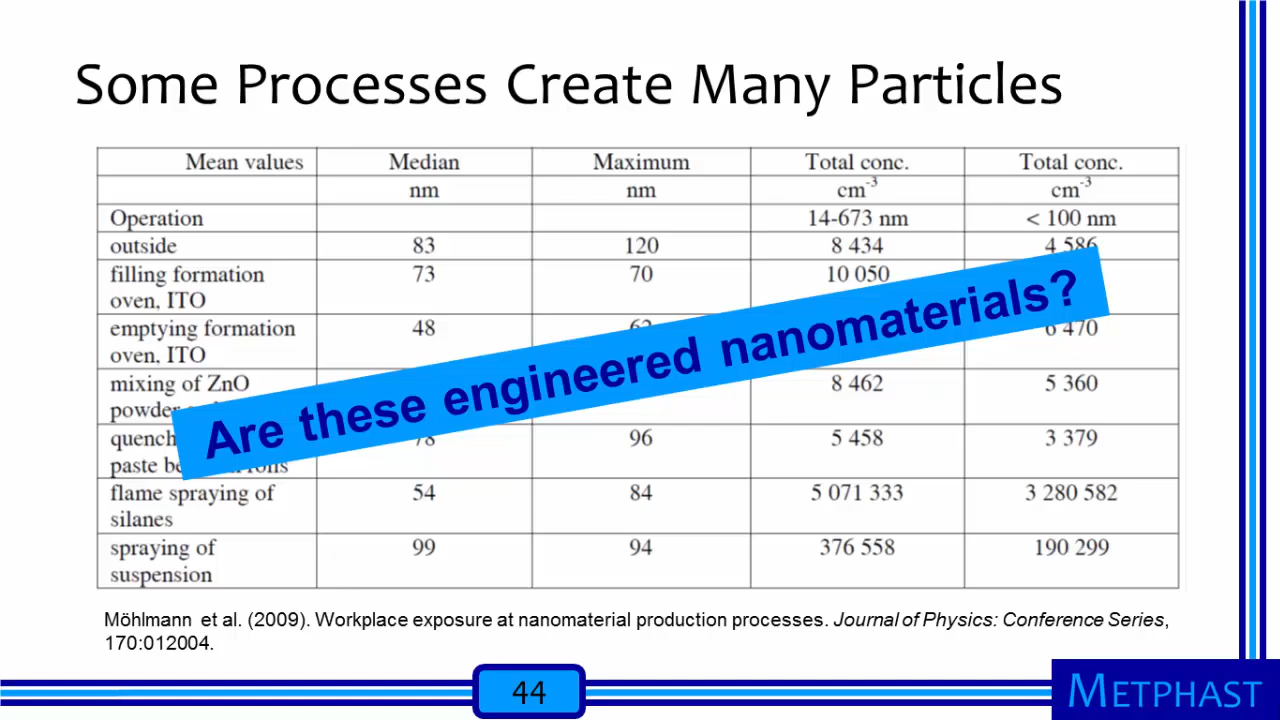 Some Processes Create Many Particles
Mean values Median Maximum Total conc. Total conc.
nm nm cm⁻³ cm⁻³
Operation 14-673 nm < 100 nm
outside 83 120 8 434 4 586
filling formation 73 70 10 050
oven, ITO
emptying formation 48 6 470
oven, ITO
mixing of ZnO 8 462 5 360
powder
78 96 5 458 3 379
paste
flame spraying of 54 84 5 071 333 3 280 582
silanes
spraying of 99 94 376 558 190 299
suspension
Are these engineered nanomaterials?
Möhlmann et al. (2009). Workplace exposure at nanomaterial production processes. Journal of Physics: Conference Series,
170:012004.
44
METPHAST